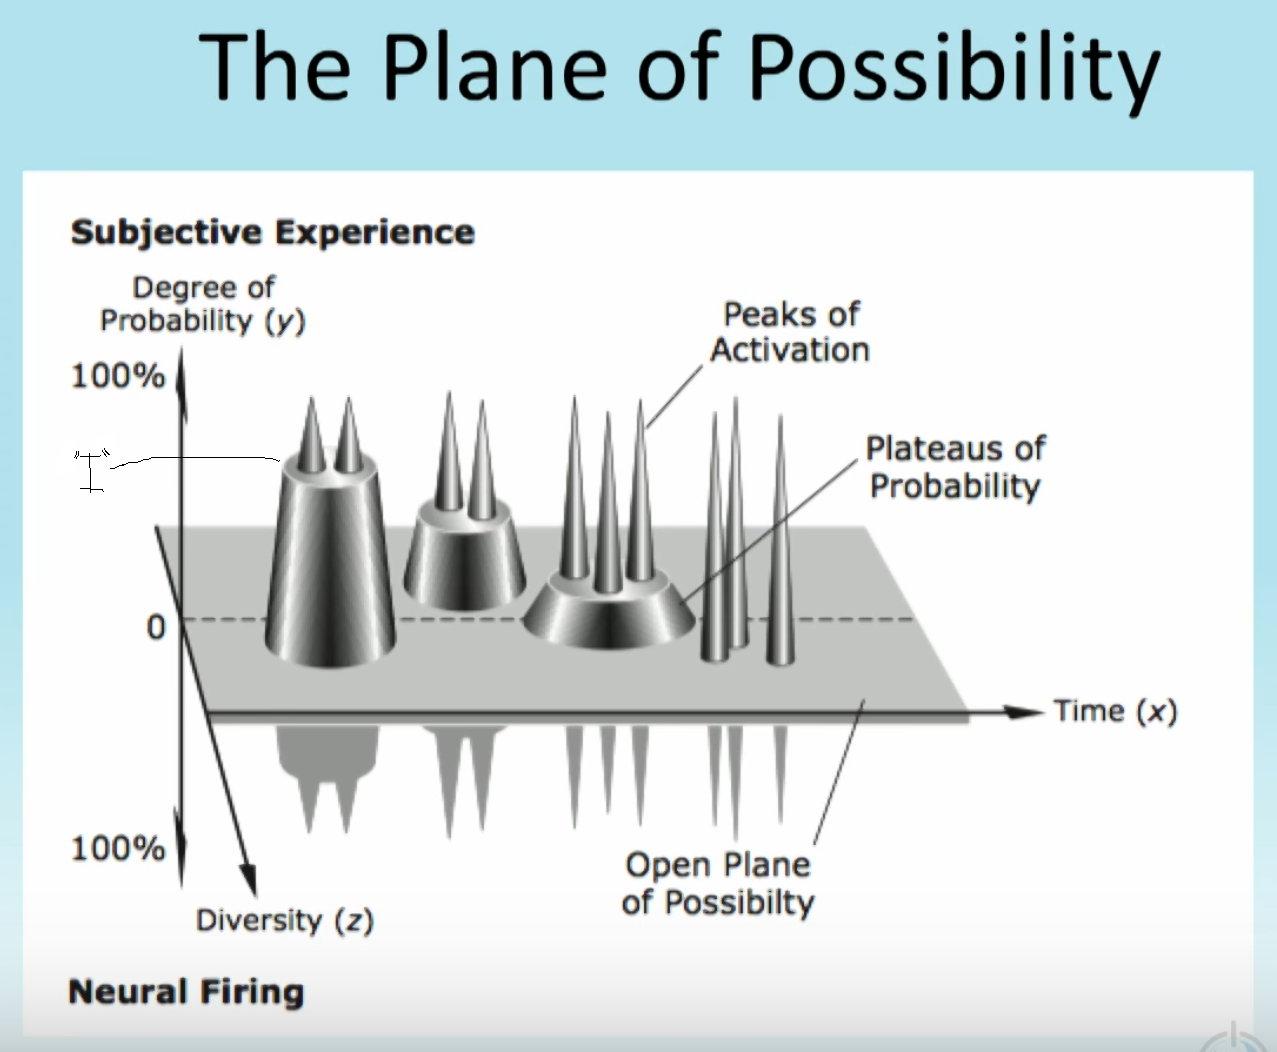 The Plane of Possibility
Subjective Experience
Degree of
Probability (y)
100%
Peaks of
Activation
"I"
Plateaus of
Probability
0
Time (x)
100%
Open Plane
of Possibilty
Diversity (z)
Neural Firing